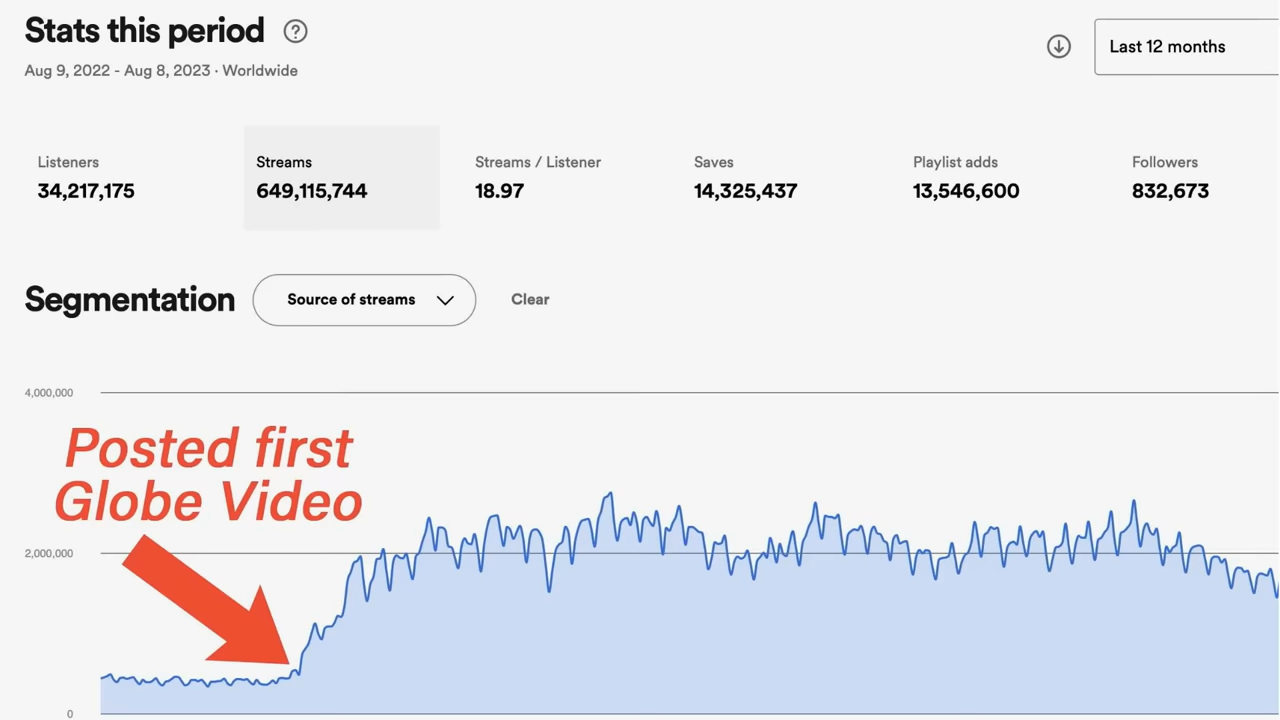 Stats this period ?
Aug 9, 2022 - Aug 8, 2023 · Worldwide
Last 12 months
Listeners
34,217,175
Streams
649,115,744
Streams / Listener
18.97
Saves
14,325,437
Playlist adds
13,546,600
Followers
832,673
Segmentation
Source of streams
Clear
4,000,000
Posted first
Globe Video
2,000,000
0